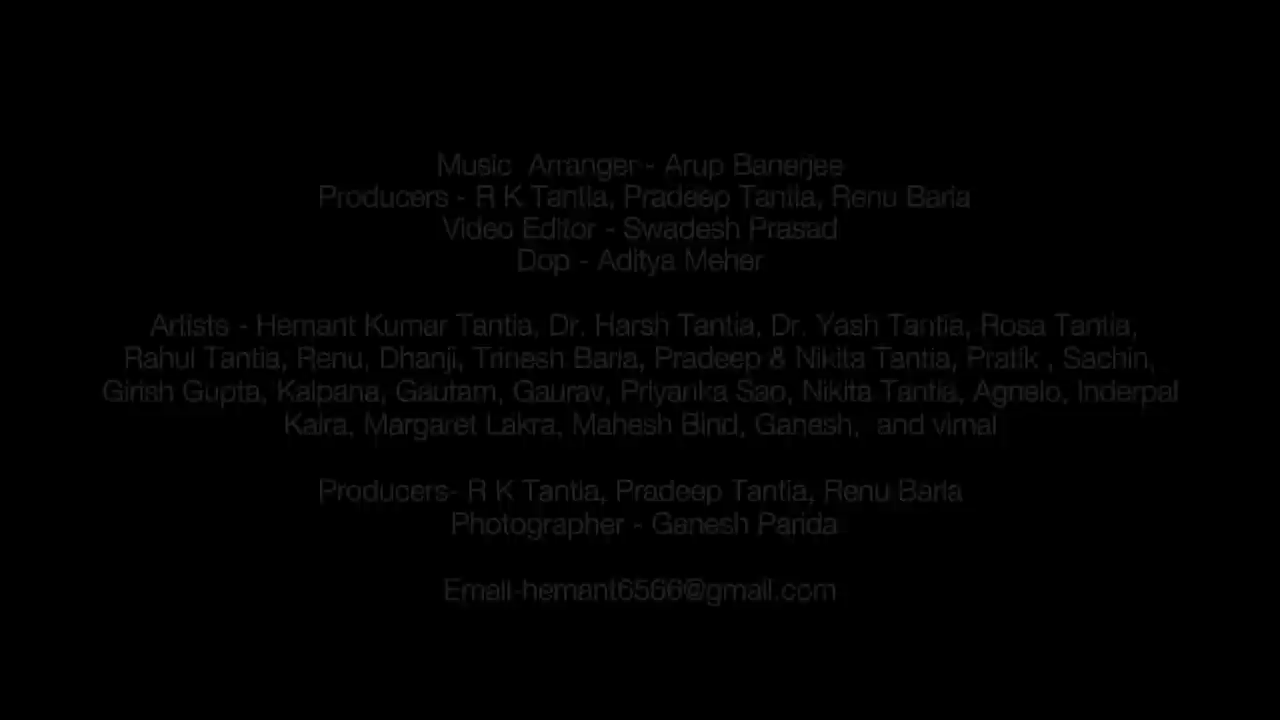 Music Arranger - Arup Banerjee
Producers - R K Tantia, Pradeep Tantia, Renu Baria
Video Editor - Swadesh Prasad
Dop - Aditya Meher
Artists - Hemant Kumar Tantia, Dr. Harsh Tantia, Dr. Yash Tantia, Rosa Tantia,
Rahul Tantia, Renu, Dhanji, Trinesh Baria, Pradeep & Nikita Tantia, Pratik , Sachin,
Girish Gupta, Kalpana, Gautam, Gaurav, Priyanka Sao, Nikita Tantia, Agnelo, Inderpal
Kalra, Margaret Lakra, Mahesh Bind, Ganesh, and vimal
Producers- R K Tantia, Pradeep Tantia, Renu Baria
Photographer - Ganesh Parida
Email-hemant6566@gmail.com